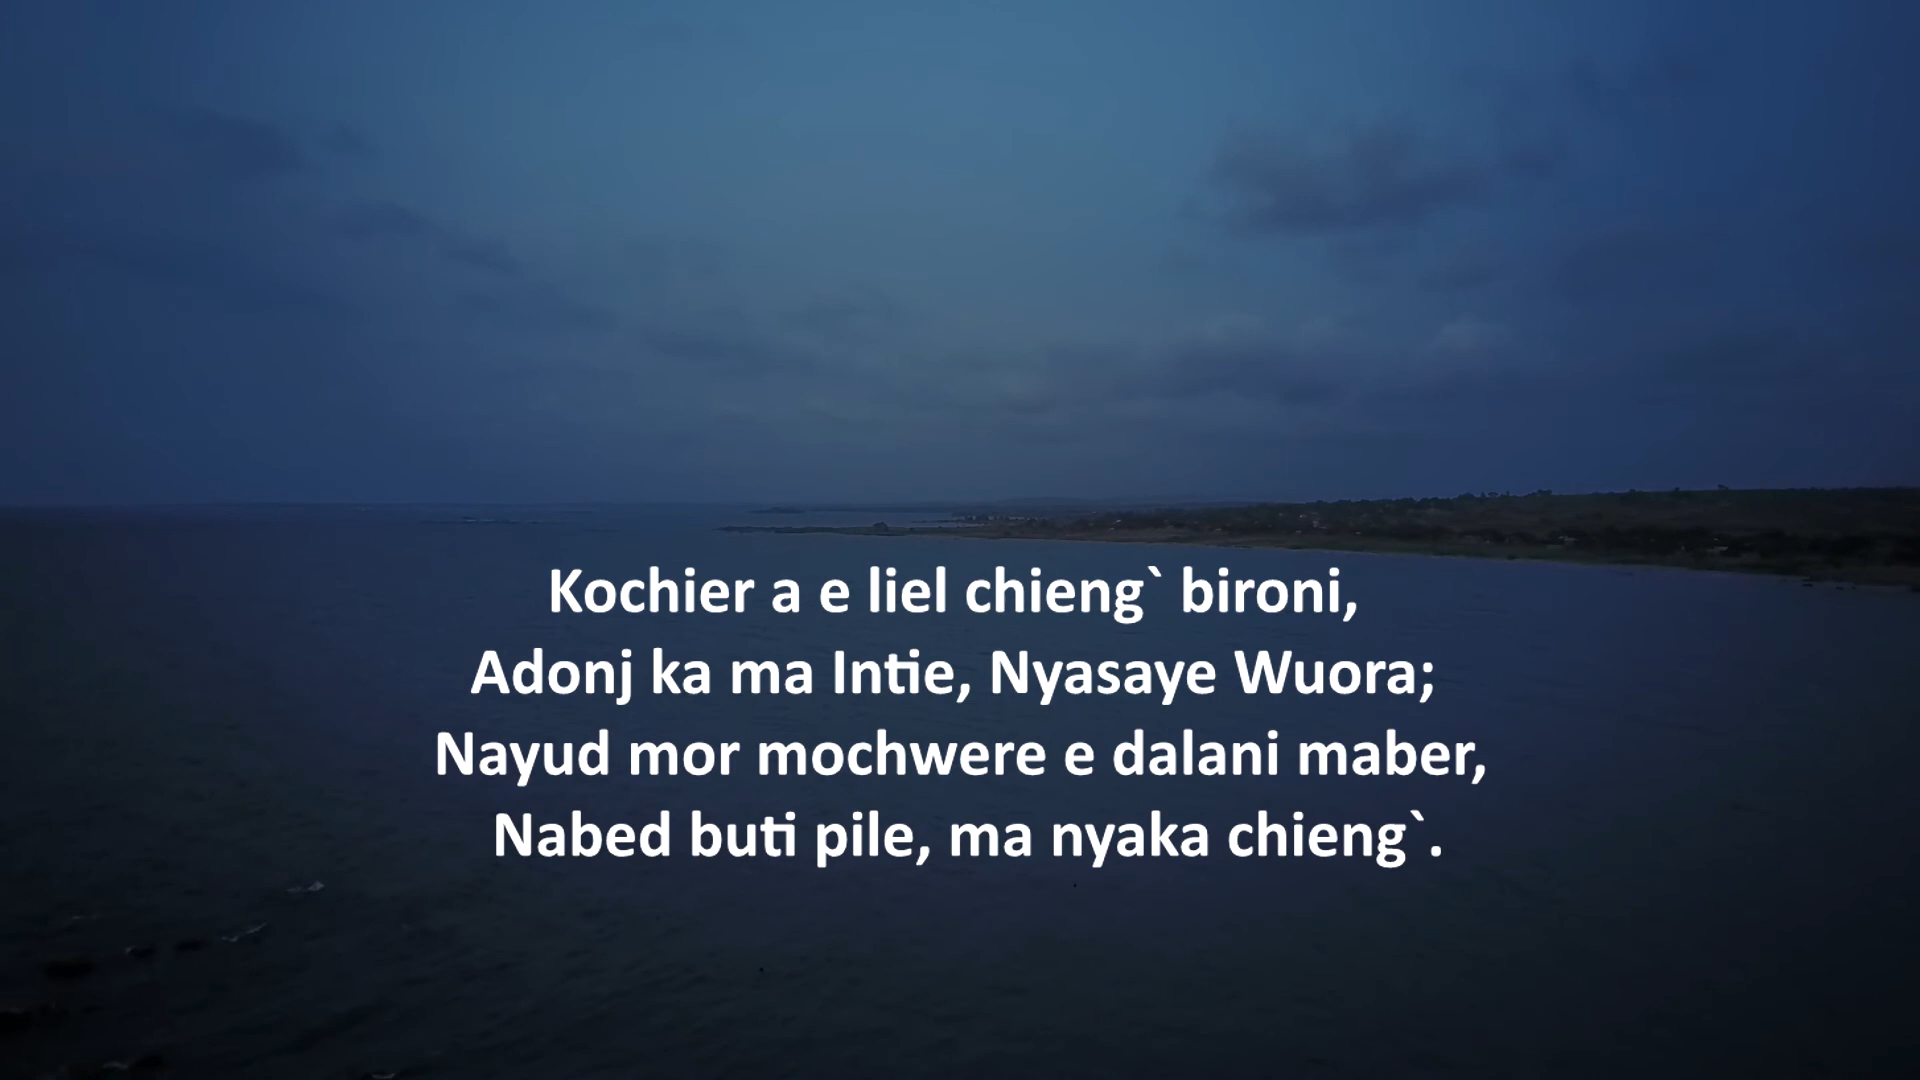 Kochier a e liel chieng` bironi,
Adonj ka ma Intie, Nyasaye Wuora;
Nayud mor mochwere e dalani maber,
Nabed buti pile, ma nyaka chieng`.